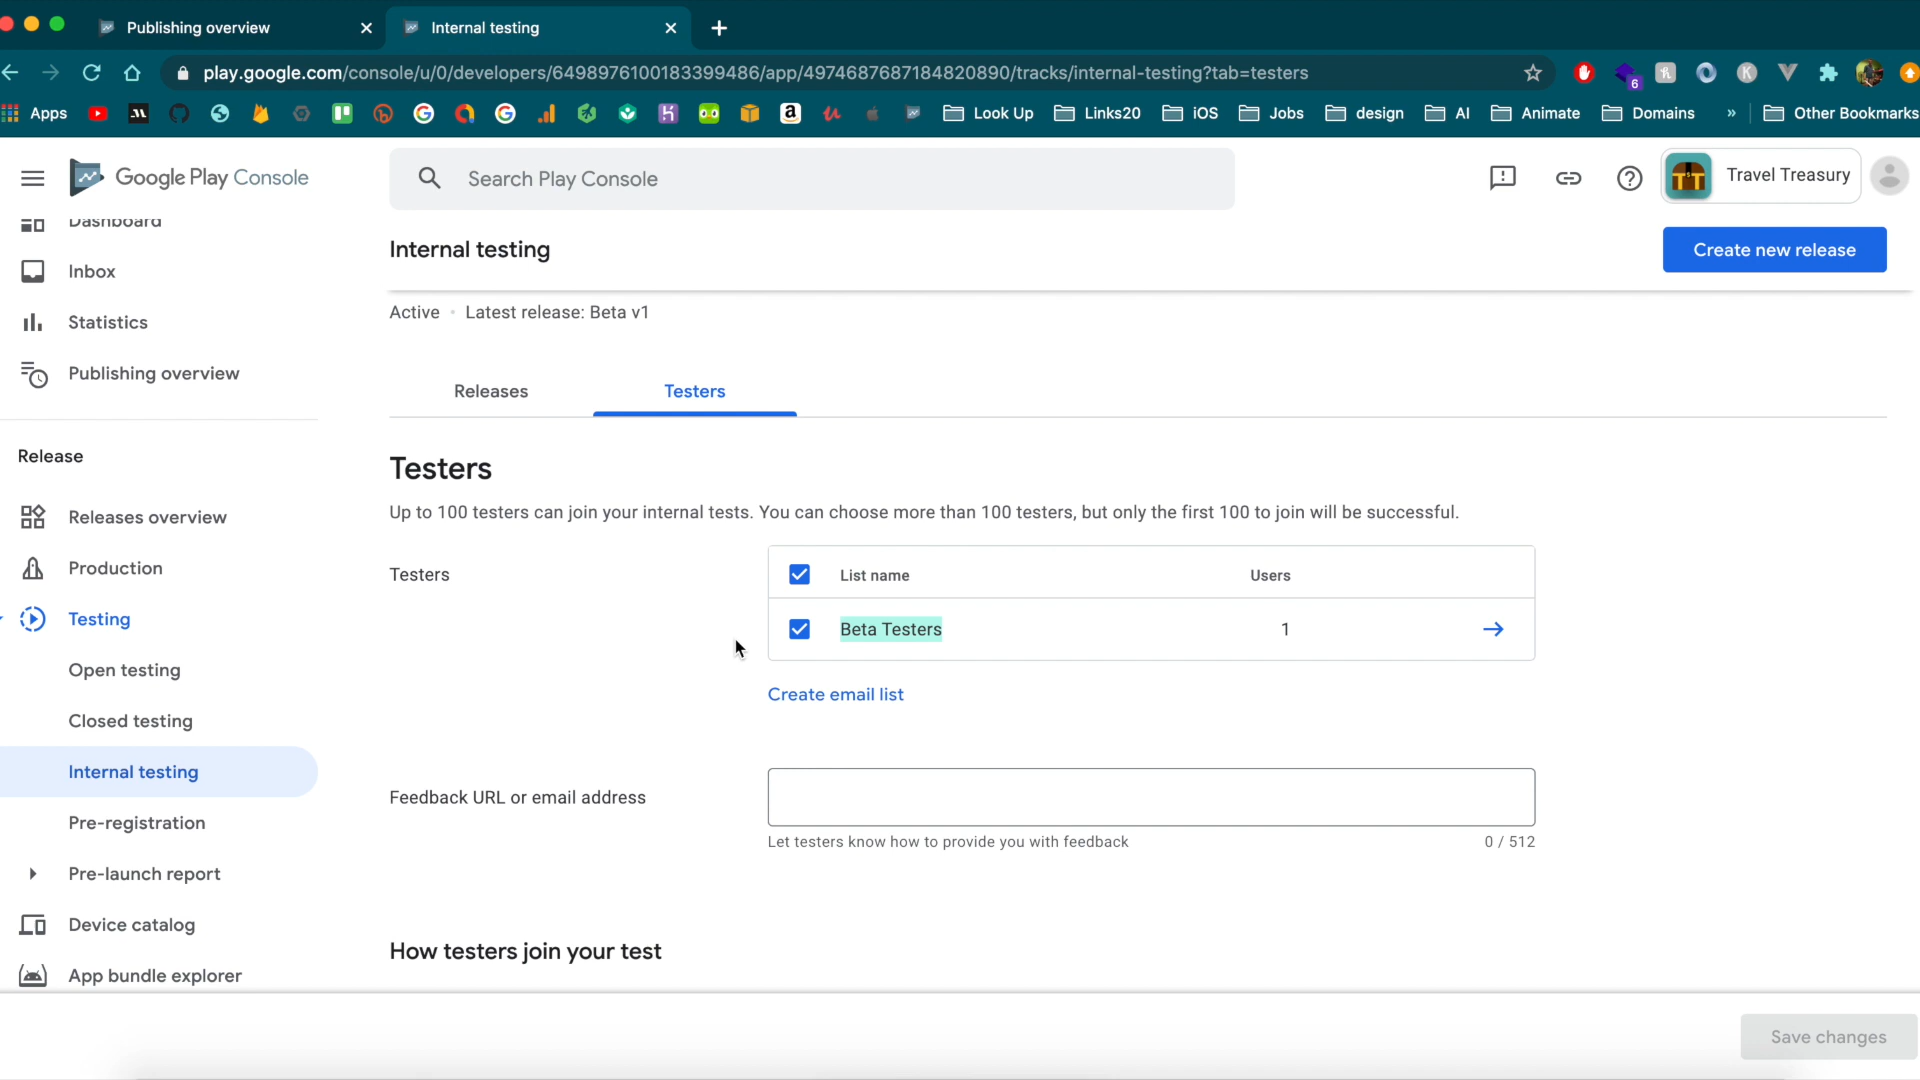 Publishing overview
Internal testing
play.google.com/console/u/0/developers/6498976100183399486/app/4974687687184820890/tracks/internal-testing?tab=testers
6
Apps
Look Up
Links20
iOS
Jobs
design
AI
Animate
Domains
»
Other Bookmarks
Google Play Console
Search Play Console
Travel Treasury
Dashboard
Inbox
Statistics
Publishing overview
Release
Releases overview
Production
Testing
Open testing
Closed testing
Internal testing
Pre-registration
Pre-launch report
Device catalog
App bundle explorer
Internal testing
Create new release
Active • Latest release: Beta v1
Releases
Testers
Testers
Up to 100 testers can join your internal tests. You can choose more than 100 testers, but only the first 100 to join will be successful.
Testers
List name
Users
Beta Testers
1
Create email list
Feedback URL or email address
Let testers know how to provide you with feedback
0 / 512
How testers join your test
Save changes